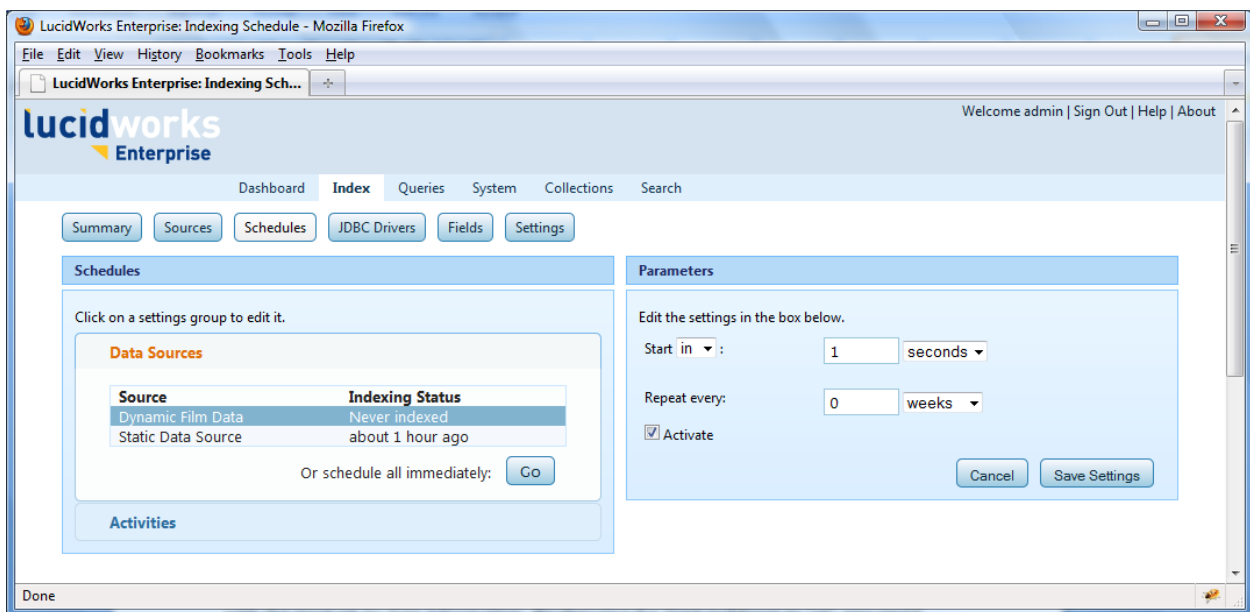 LucidWorks Enterprise: Indexing Schedule - Mozilla Firefox
File Edit View History Bookmarks Tools Help
LucidWorks Enterprise: Indexing Sch...
lucidworks
Enterprise
Welcome admin | Sign Out | Help | About
Dashboard Index Queries System Collections Search
Summary Sources Schedules JDBC Drivers Fields Settings
Schedules
Click on a settings group to edit it.
Data Sources
Source Indexing Status
Dynamic Film Data Never indexed
Static Data Source about 1 hour ago
Or schedule all immediately: Go
Activities
Parameters
Edit the settings in the box below.
Start in : 1 seconds
Repeat every: 0 weeks
Activate
Cancel Save Settings
Done